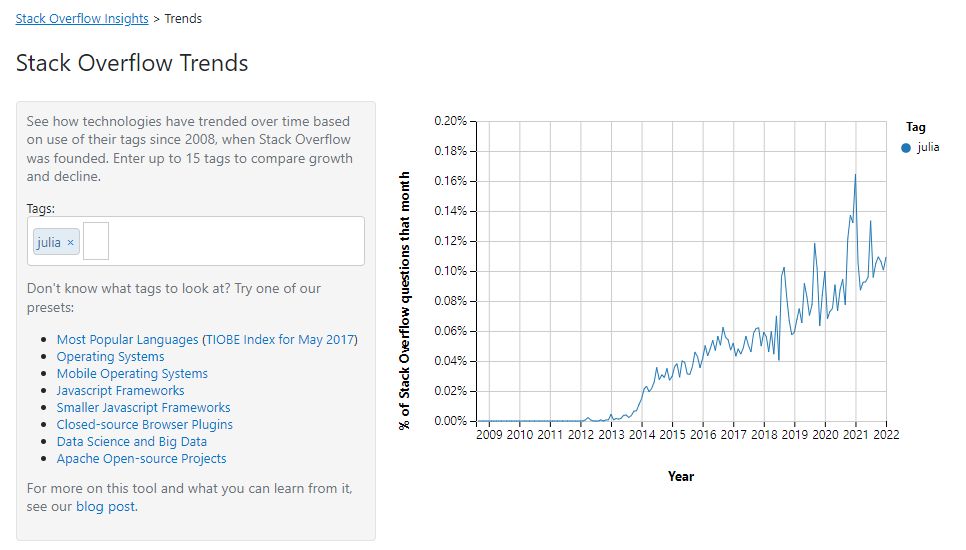 Stack Overflow Insights > Trends
Stack Overflow Trends
See how technologies have trended over time based
on use of their tags since 2008, when Stack Overflow
was founded. Enter up to 15 tags to compare growth
and decline.
Tags:
julia ×
Don't know what tags to look at? Try one of our
presets:
Most Popular Languages (TIOBE Index for May 2017)
Operating Systems
Mobile Operating Systems
Javascript Frameworks
Smaller Javascript Frameworks
Closed-source Browser Plugins
Data Science and Big Data
Apache Open-source Projects
For more on this tool and what you can learn from it,
see our blog post.
% of Stack Overflow questions that month
0.20%
0.18%
0.16%
0.14%
0.12%
0.10%
0.08%
0.06%
0.04%
0.02%
0.00%
2009 2010 2011 2012 2013 2014 2015 2016 2017 2018 2019 2020 2021 2022
Year
Tag
julia